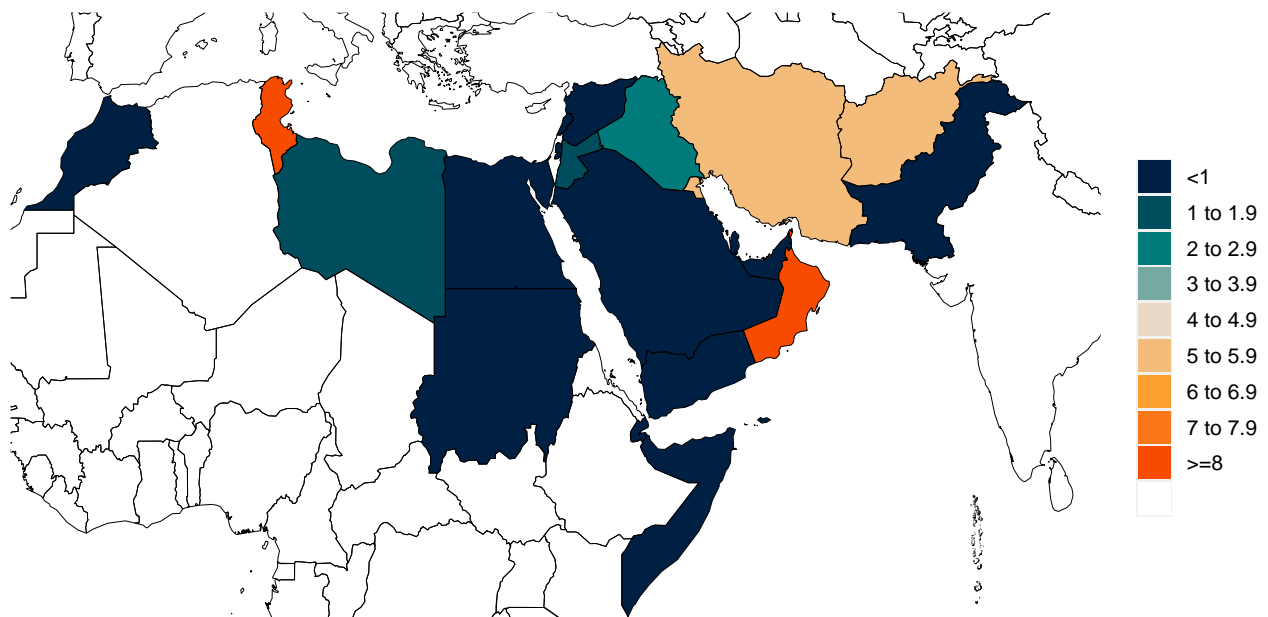 <1
1 to 1.9
2 to 2.9
3 to 3.9
4 to 4.9
5 to 5.9
6 to 6.9
7 to 7.9
>=8